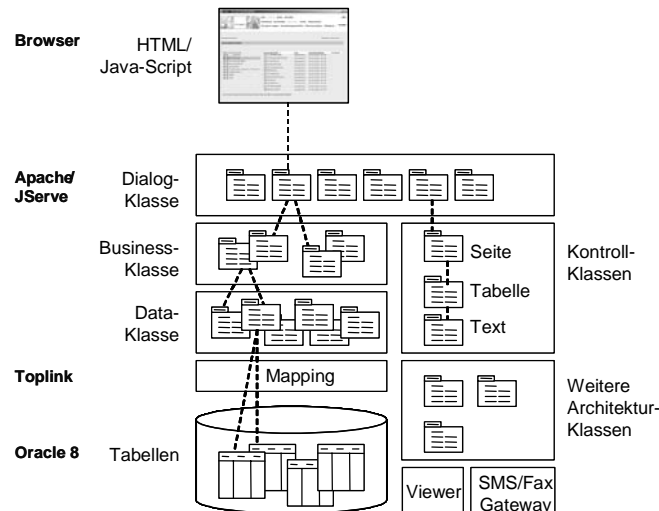 Browser
HTML/
Java-Script
Apache/
JServe
Dialog-
Klasse
Business-
Klasse
Seite
Tabelle
Text
Kontroll-
Klassen
Data-
Klasse
Toplink
Mapping
Weitere
Architektur-
Klassen
Oracle 8
Tabellen
Viewer
SMS/Fax
Gateway